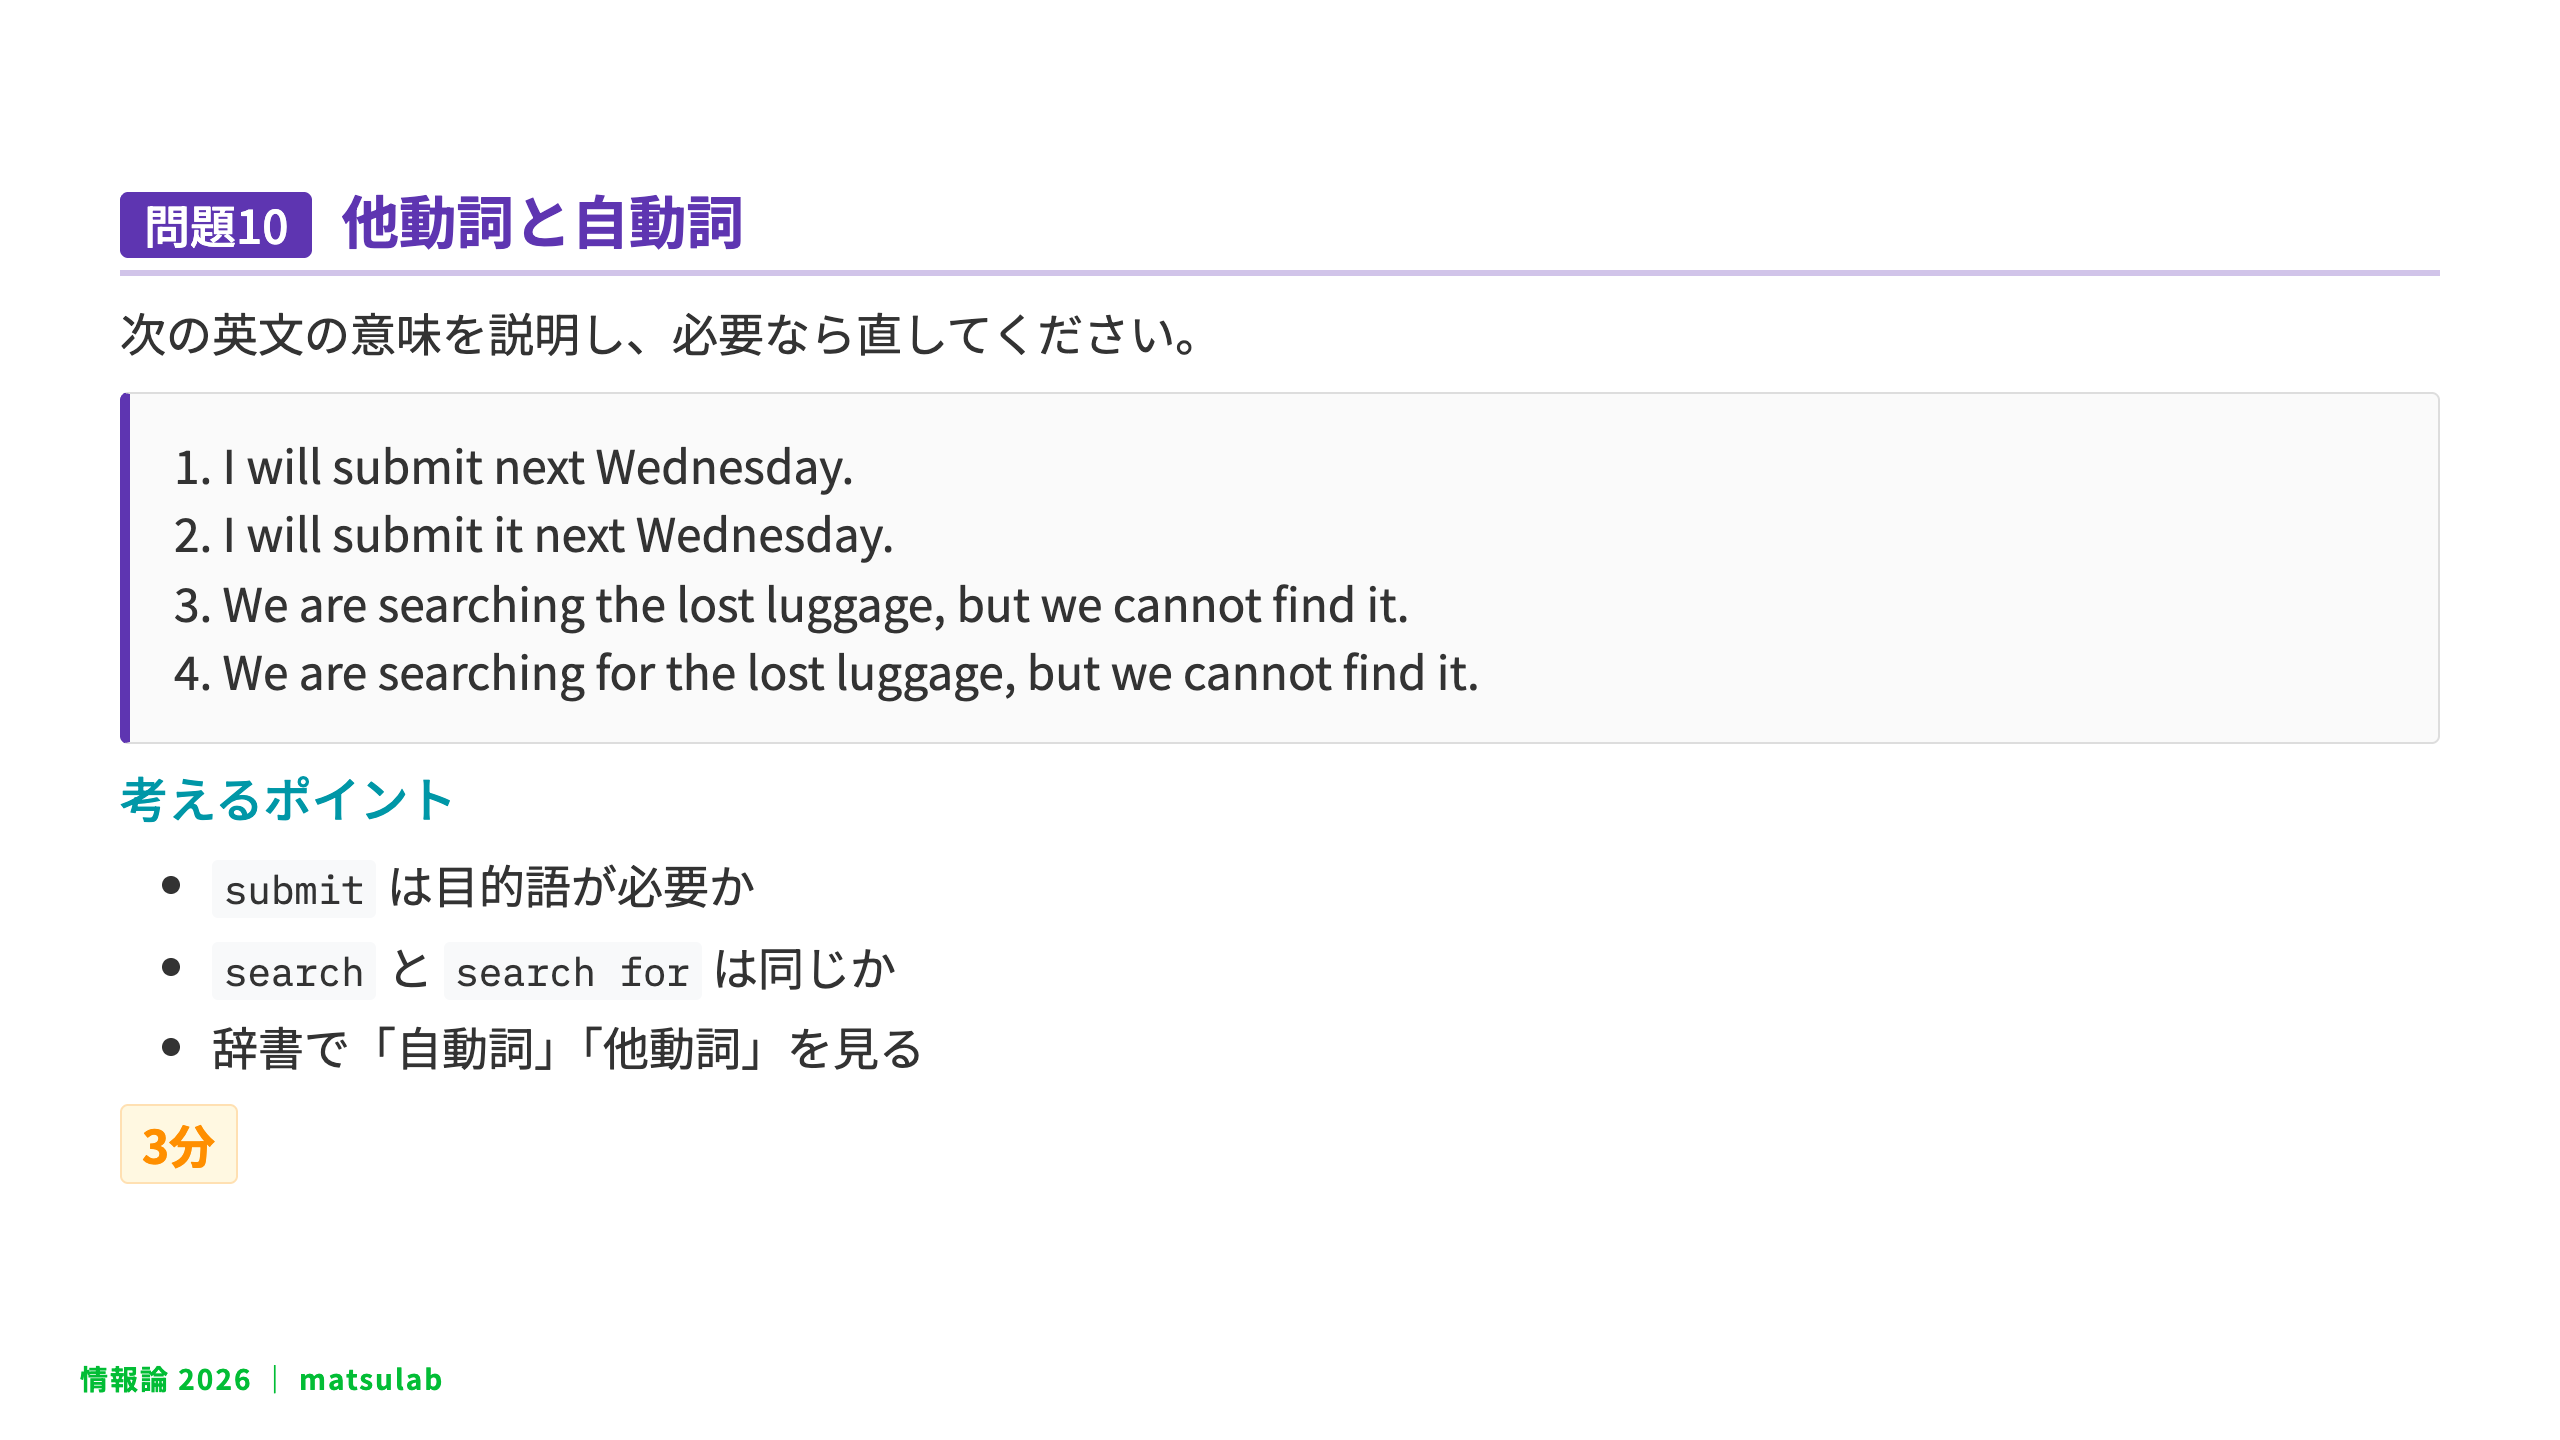 問題10 他動詞と自動詞
次の英文の意味を説明し、必要なら直してください。
1. I will submit next Wednesday.
2. I will submit it next Wednesday.
3. We are searching the lost luggage, but we cannot find it.
4. We are searching for the lost luggage, but we cannot find it.
考えるポイント
• submit は目的語が必要か
• search と search for は同じか
• 辞書で「自動詞」「他動詞」を見る
3分
情報論 2026 | matsulab